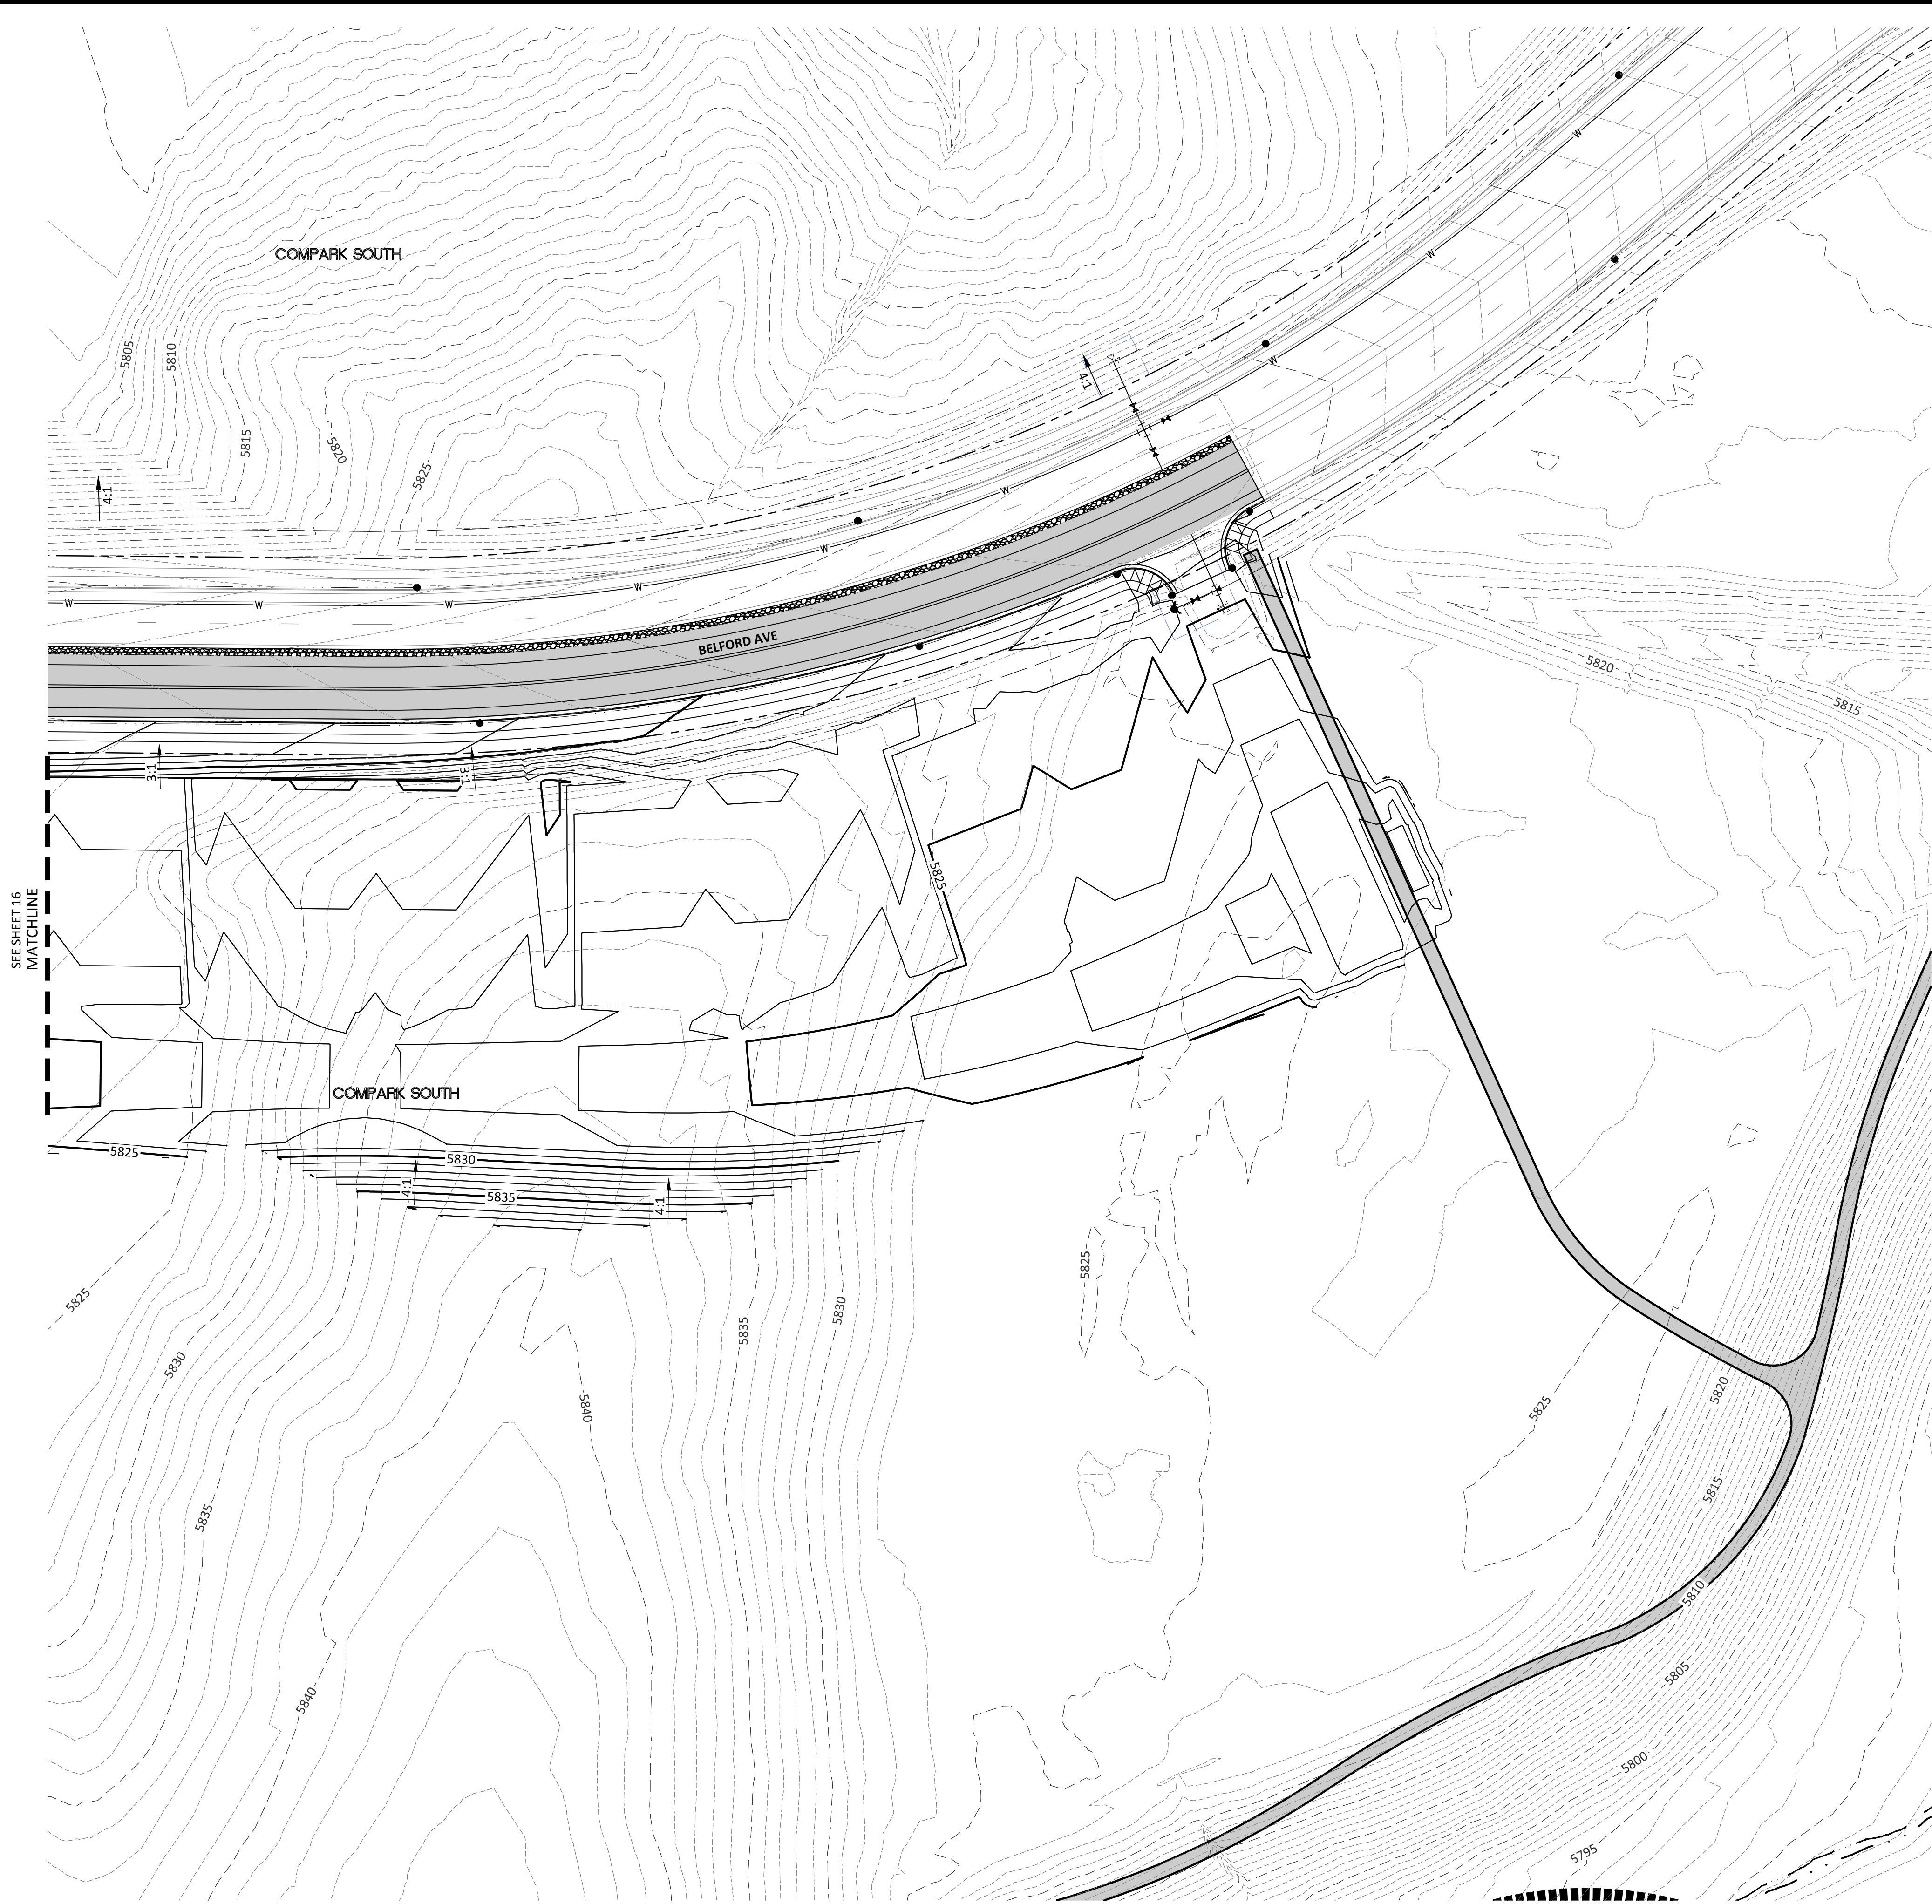 COMPARK SOUTH
5805
5810
5815
5820
5825
4:1
4:1
W
W
W
W
W
W
W
W
W
W
BELFORD AVE
5820
5815
3:1
3:1
5825
SEE SHEET 16
MATCHLINE
COMPARK SOUTH
5825
5830
4:1
5835
4:1
5825
5830
5835
5830
5825
5840
5820
5825
5815
5835
5810
5840
5805
5800
5795